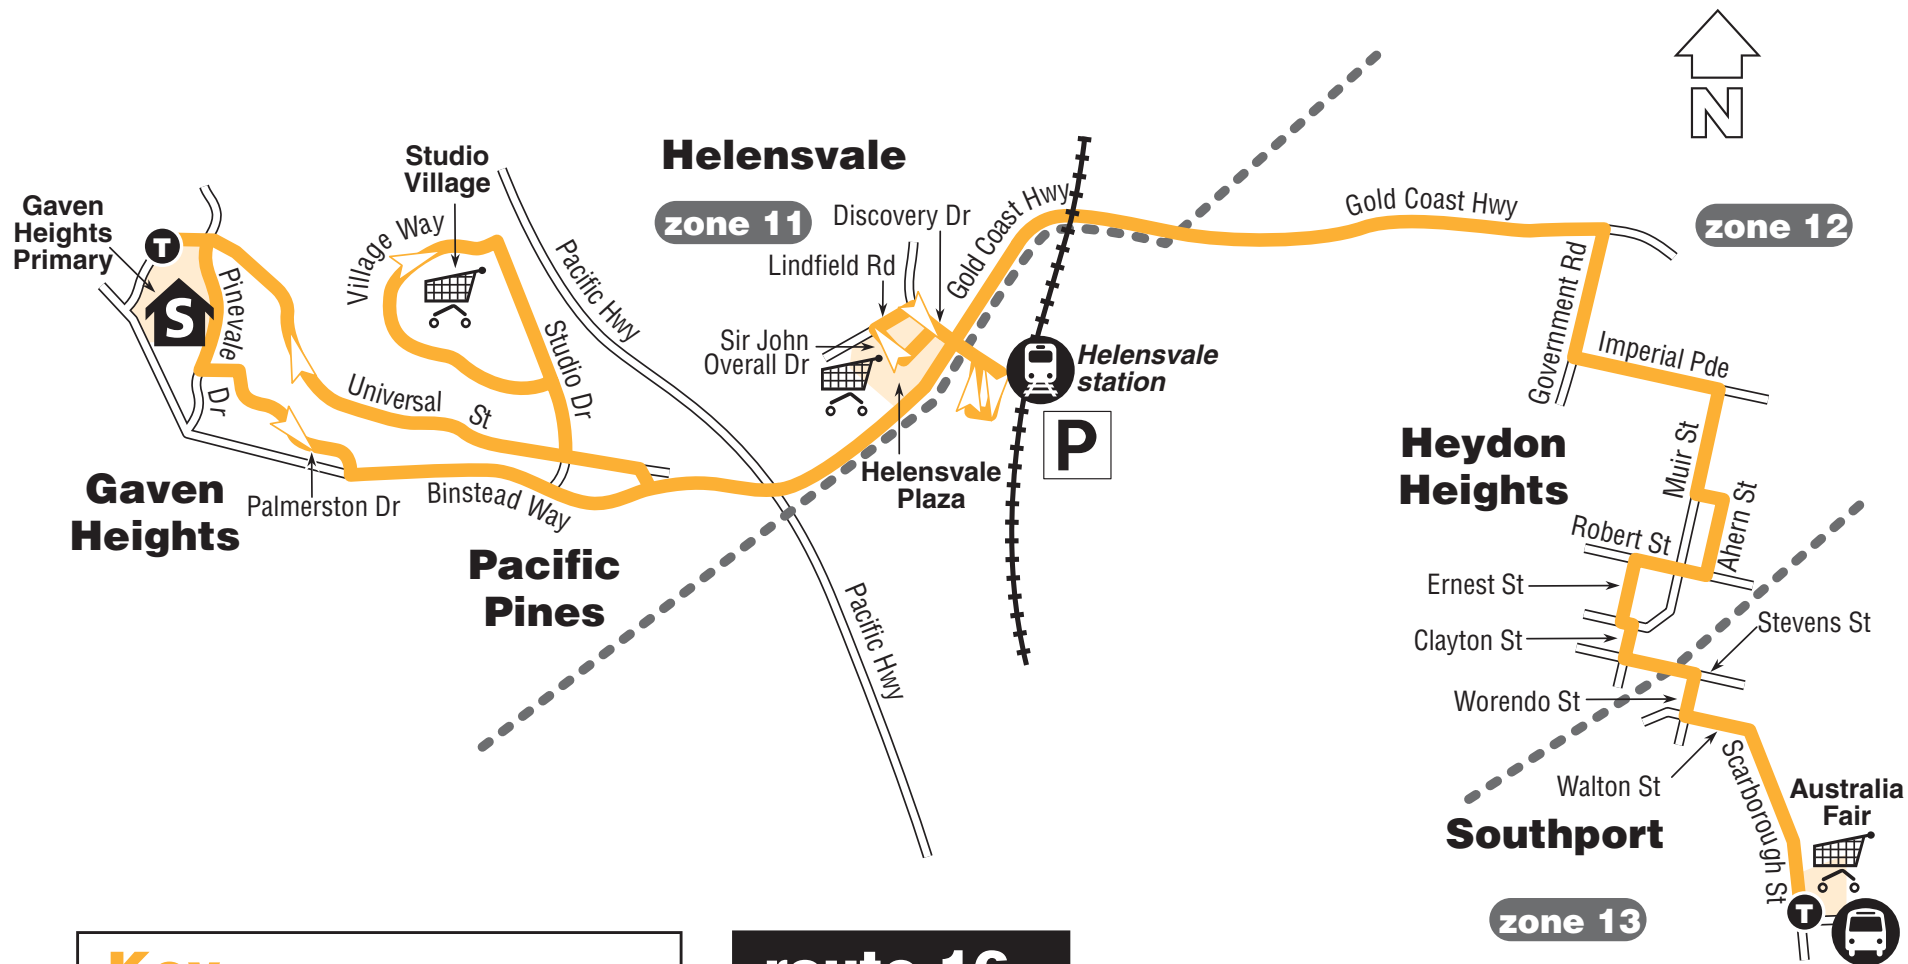 N
Studio
Village
Helensvale
zone 11
Discovery Dr
Lindfield Rd
Gold Coast Hwy
Gold Coast Hwy
zone 12
Gaven
Heights
Primary
T
S
Pinevale
Dr
Village Way
Pacific Hwy
Studio Dr
Universal
St
Sir John
Overall Dr
Helensvale
station
P
Helensvale
Plaza
Government Rd
Imperial Pde
Heydon
Heights
Muir St
Ahern St
Robert St
Ernest St
Clayton St
Stevens St
Worendo St
Walton St
Scarborough St
Gaven
Heights
Palmerston Dr
Binstead Way
Pacific
Pines
Pacific Hwy
Southport
Australia
Fair
zone 13
T
Key
route 16